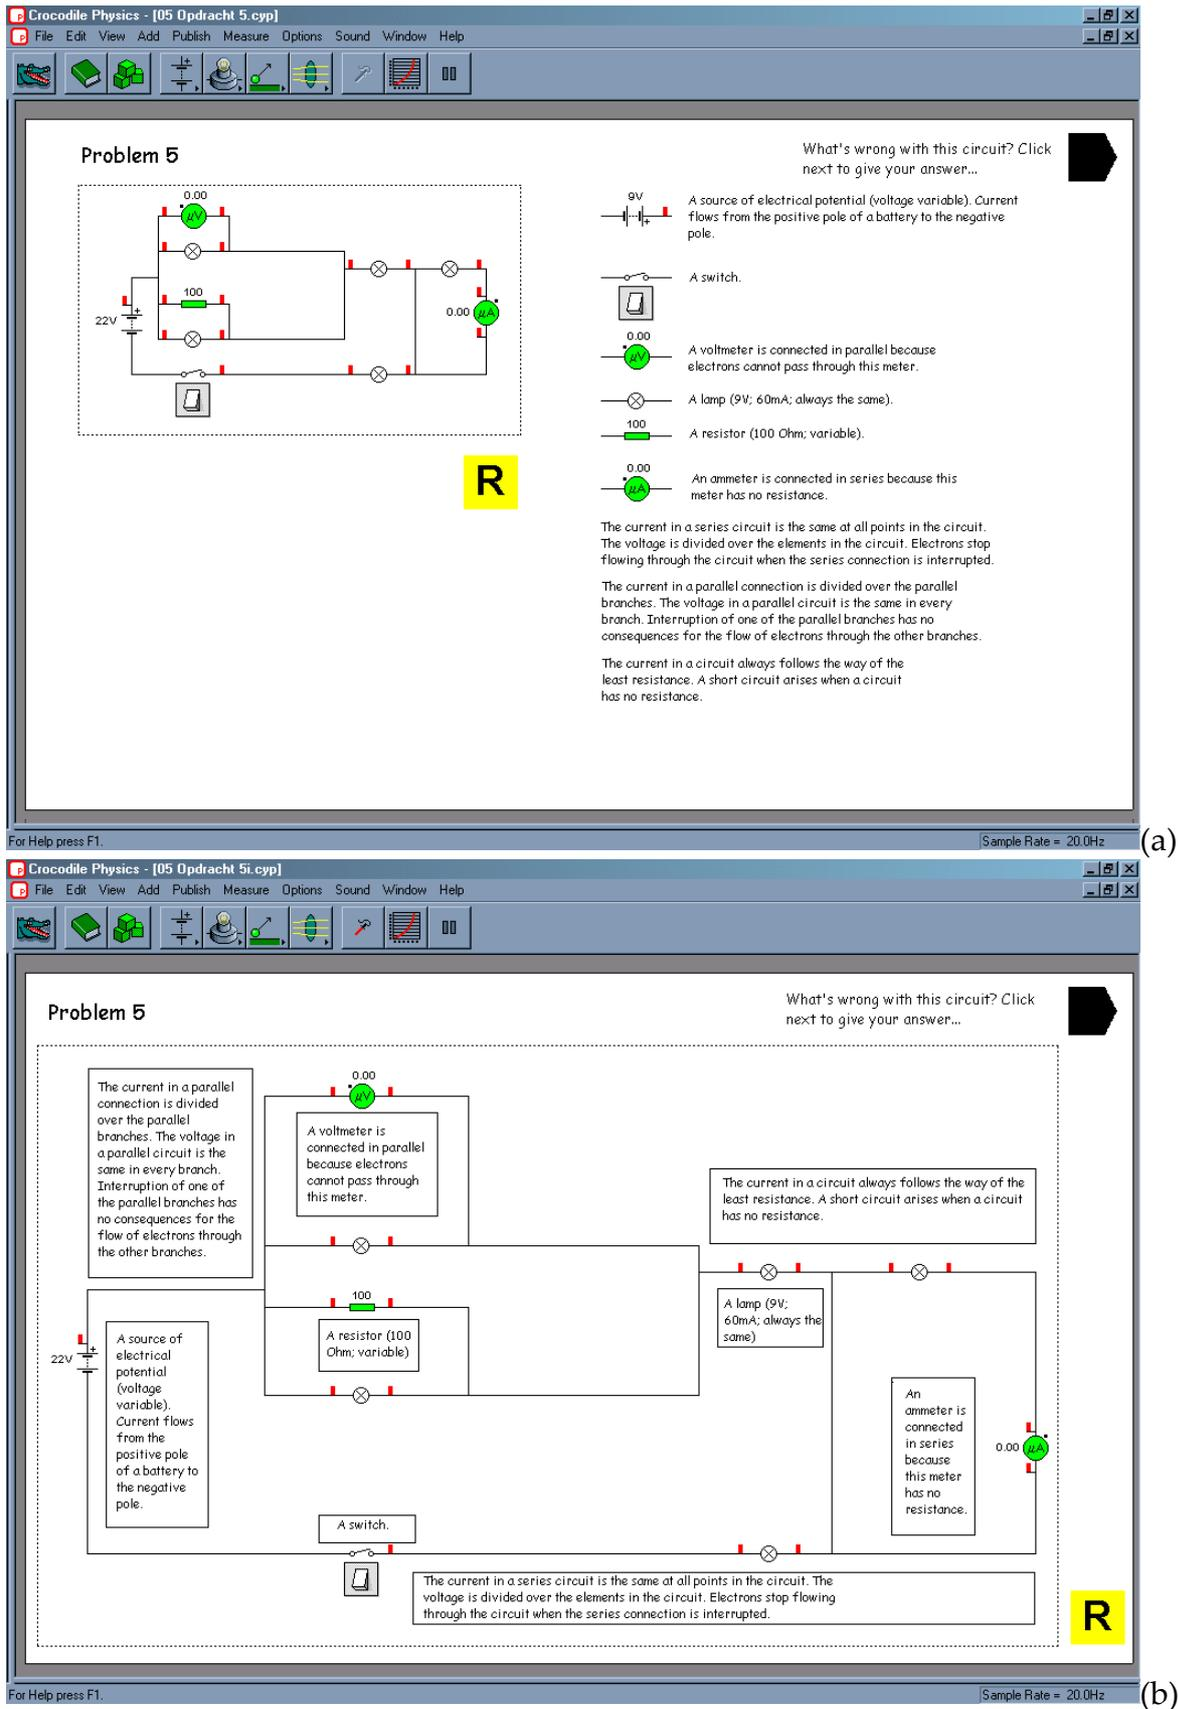 Crocodile Physics - [05 Opdracht 5.cyp]
File Edit View Add Publish Measure Options Sound Window Help
Problem 5
What's wrong with this circuit? Click
next to give your answer...
0.00
µV
100
22V
0.00 µA
R
9V
A source of electrical potential (voltage variable). Current
flows from the positive pole of a battery to the negative
pole.
A switch.
0.00
µV
A voltmeter is connected in parallel because
electrons cannot pass through this meter.
A lamp (9V; 60mA; always the same).
100
A resistor (100 Ohm; variable).
0.00
µA
An ammeter is connected in series because this
meter has no resistance.
The current in a series circuit is the same at all points in the circuit.
The voltage is divided over the elements in the circuit. Electrons stop
flowing through the circuit when the series connection is interrupted.
The current in a parallel connection is divided over the parallel
branches. The voltage in a parallel circuit is the same in every
branch. Interruption of one of the parallel branches has no
consequences for the flow of electrons through the other branches.
The current in a circuit always follows the way of the
least resistance. A short circuit arises when a circuit
has no resistance.
For Help press F1.
Sample Rate = 20.0Hz
(a)
Crocodile Physics - [05 Opdracht 5i.cyp]
File Edit View Add Publish Measure Options Sound Window Help
Problem 5
What's wrong with this circuit? Click
next to give your answer...
The current in a parallel
connection is divided
over the parallel
branches. The voltage in
a parallel circuit is the
same in every branch.
Interruption of one of
the parallel branches has
no consequences for the
flow of electrons through
the other branches.
0.00
µV
A voltmeter is
connected in parallel
because electrons
cannot pass through
this meter.
The current in a circuit always follows the way of the
least resistance. A short circuit arises when a circuit
has no resistance.
100
A resistor (100
Ohm; variable)
A lamp (9V;
60mA; always the
same)
22V
A source of
electrical
potential
(voltage
variable).
Current flows
from the
positive pole
of a battery to
the negative
pole.
An
ammeter is
connected
in series
because
this meter
has no
resistance.
0.00 µA
A switch.
The current in a series circuit is the same at all points in the circuit. The
voltage is divided over the elements in the circuit. Electrons stop flowing
through the circuit when the series connection is interrupted.
R
For Help press F1.
Sample Rate = 20.0Hz
(b)